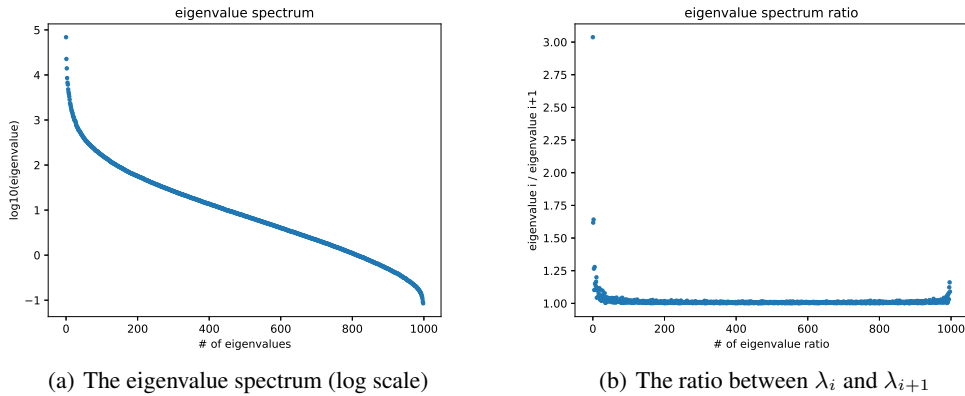 eigenvalue spectrum
log10(eigenvalue)
5
4
3
2
1
0
−1
0 200 400 600 800 1000
# of eigenvalues
(a) The eigenvalue spectrum (log scale)
eigenvalue spectrum ratio
eigenvalue i / eigenvalue i+1
3.00
2.75
2.50
2.25
2.00
1.75
1.50
1.25
1.00
0 200 400 600 800 1000
# of eigenvalue ratio
(b) The ratio between λᵢ and λᵢ₊₁